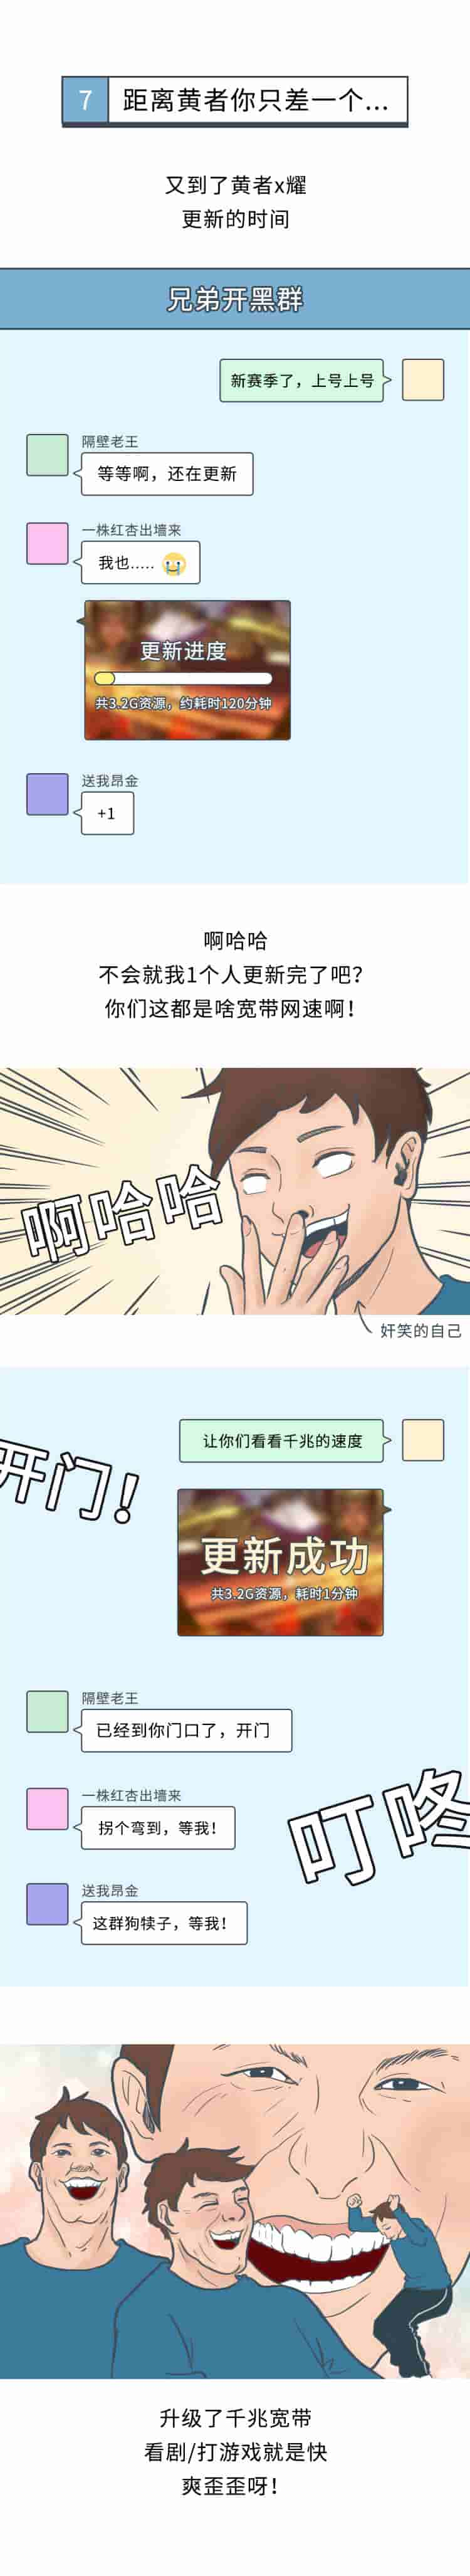 7 距离黄者你只差一个...
又到了黄者x耀
更新的时间
兄弟开黑群
新赛季了，上号上号
隔壁老王
等等啊，还在更新
一株红杏出墙来
我也.....
更新进度
共3.2G资源，约耗时120分钟
送我昂金
+1
啊哈哈
不会就我1个人更新完了吧？
你们这都是啥宽带网速啊！
啊哈哈
奸笑的自己
让你们看看千兆的速度
开门！
更新成功
共3.2G资源，耗时1分钟
隔壁老王
已经到你门口了，开门
一株红杏出墙来
拐个弯到，等我！
叮咚
送我昂金
这群狗犊子，等我！
升级了千兆宽带
看剧/打游戏就是快
爽歪歪呀！